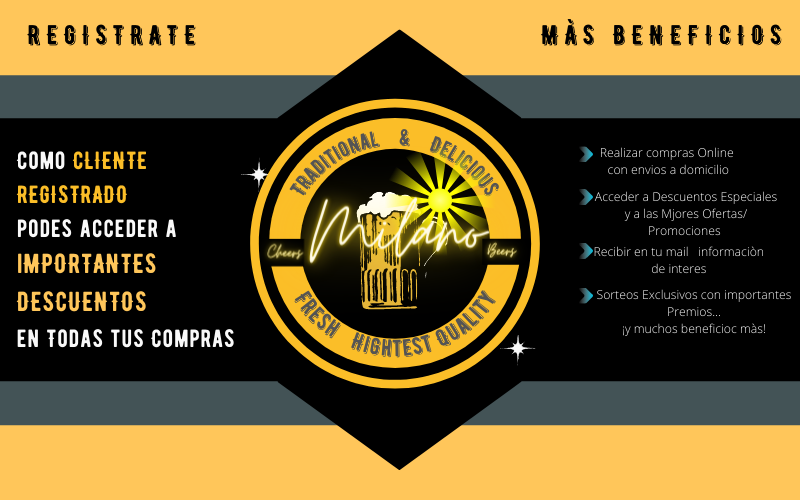 REGISTRATE
MÀS BENEFICIOS
COMO CLIENTE
REGISTRADO
PODES ACCEDER A
IMPORTANTES
DESCUENTOS
EN TODAS TUS COMPRAS
TRADITIONAL & DELICIOUS
Milano
Cheers
Beers
FRESH HIGHTEST QUALITY
Realizar compras Online
con envios a domicilio
Acceder a Descuentos Especiales
y a las Mjores Ofertas/
Promociones
Recibir en tu mail informaciòn
de interes
Sorteos Exclusivos con importantes
Premios...
¡y muchos beneficioc màs!